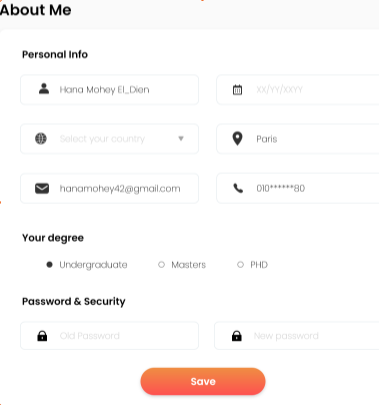 About Me
Personal Info
Hana Mohey El_Dien
XX/YY/XXYY
Select your country
Paris
hanamohey42@gmail.com
010******80
Your degree
Undergraduate Masters PHD
Password & Security
Old Password
New password
Save